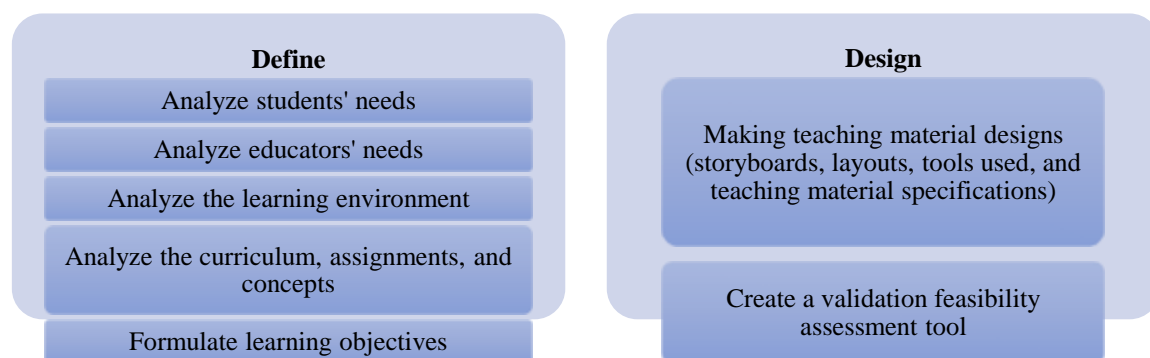 Define
Analyze students' needs
Analyze educators' needs
Analyze the learning environment
Analyze the curriculum, assignments, and
concepts
Formulate learning objectives
Design
Making teaching material designs
(storyboards, layouts, tools used, and
teaching material specifications)
Create a validation feasibility
assessment tool